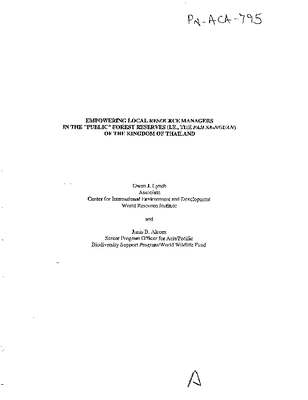 PN-ACA-795
EMPOWERING LOCAL RESOURCE MANAGERS
IN THE "PUBLIC" FOREST RESERVES (I.E., THE PAH SA-NGUAN)
OF THE KINGDOM OF THAILAND
Owen J. Lynch
Associate
Center for International Environment and Development
World Resources Institute
and
Janis B. Alcorn
Senior Program Officer for Asia/Pacific
Biodiversity Support Program/World Wildlife Fund
A